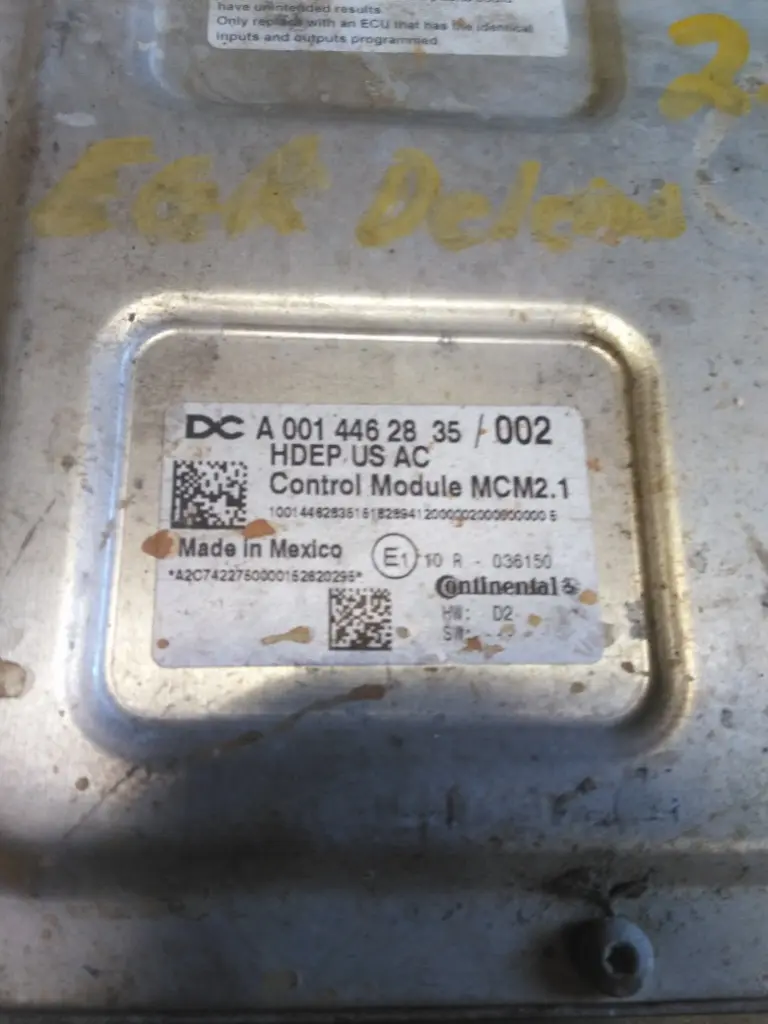 have unintended results
Only replace with an ECU that has the identical
inputs and outputs programmed
2
EGR
DC A 001 446 28 35 / 002
HDEP US AC
Control Module MCM2.1
Made in Mexico
E1 10 R - 036150
*A2C7422750000152820295*
Continental
HW: D2
SW: